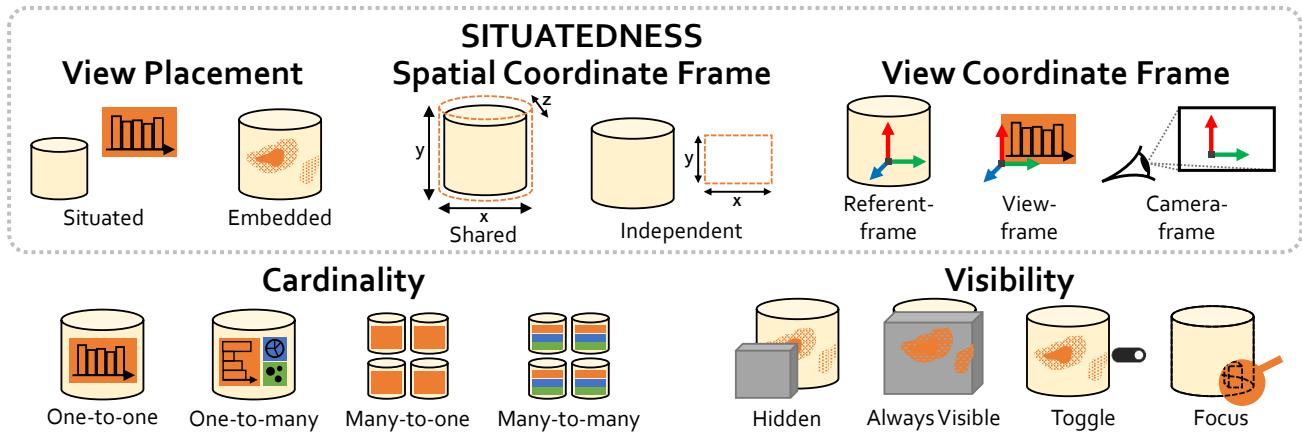 SITUATEDNESS
View Placement
Spatial Coordinate Frame
View Coordinate Frame
Situated
Embedded
y
z
x
Shared
y
x
Independent
Referent-
frame
View-
frame
Camera-
frame
Cardinality
Visibility
One-to-one
One-to-many
Many-to-one
Many-to-many
Hidden
Always Visible
Toggle
Focus